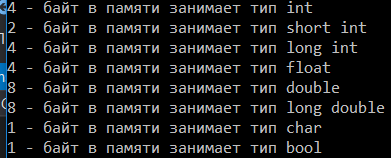 4 - байт в памяти занимает тип int
2 - байт в памяти занимает тип short int
4 - байт в памяти занимает тип long int
4 - байт в памяти занимает тип float
8 - байт в памяти занимает тип double
8 - байт в памяти занимает тип long double
1 - байт в памяти занимает тип char
1 - байт в памяти занимает тип bool